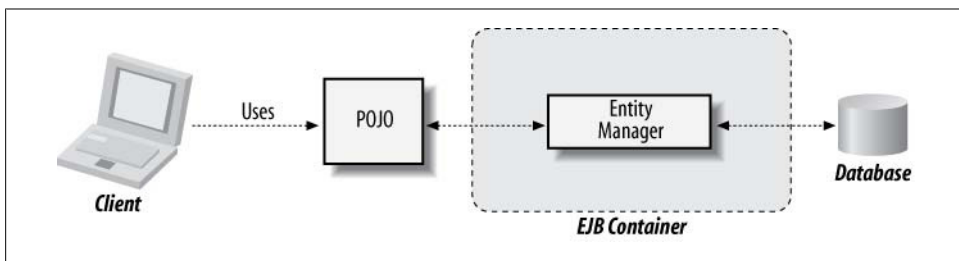 Client
Uses
POJO
Entity
Manager
EJB Container
Database